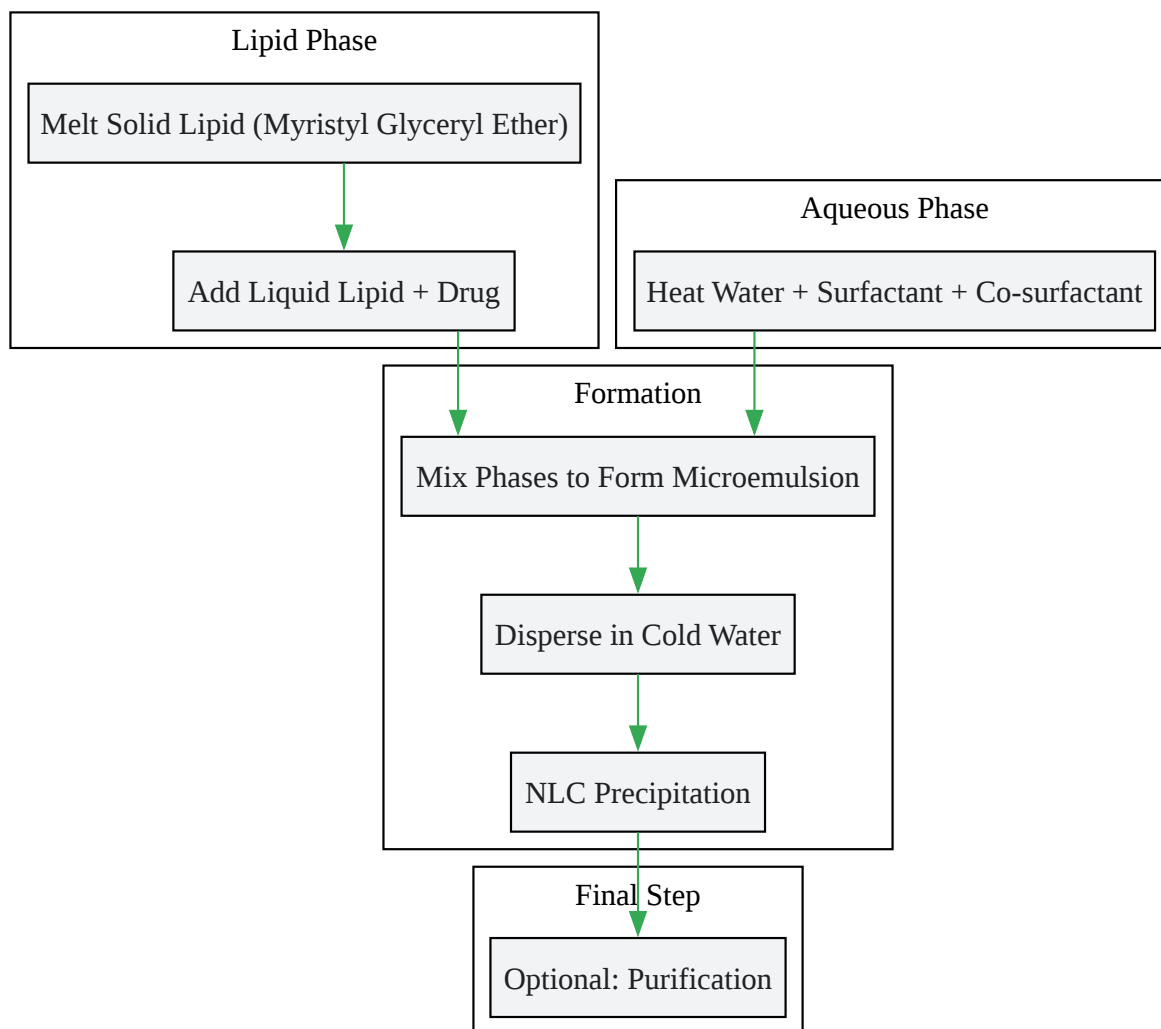 Lipid Phase
Melt Solid Lipid (Myristyl Glyceryl Ether)
Add Liquid Lipid + Drug
Aqueous Phase
Heat Water + Surfactant + Co-surfactant
Formation
Mix Phases to Form Microemulsion
Disperse in Cold Water
NLC Precipitation
Final Step
Optional: Purification